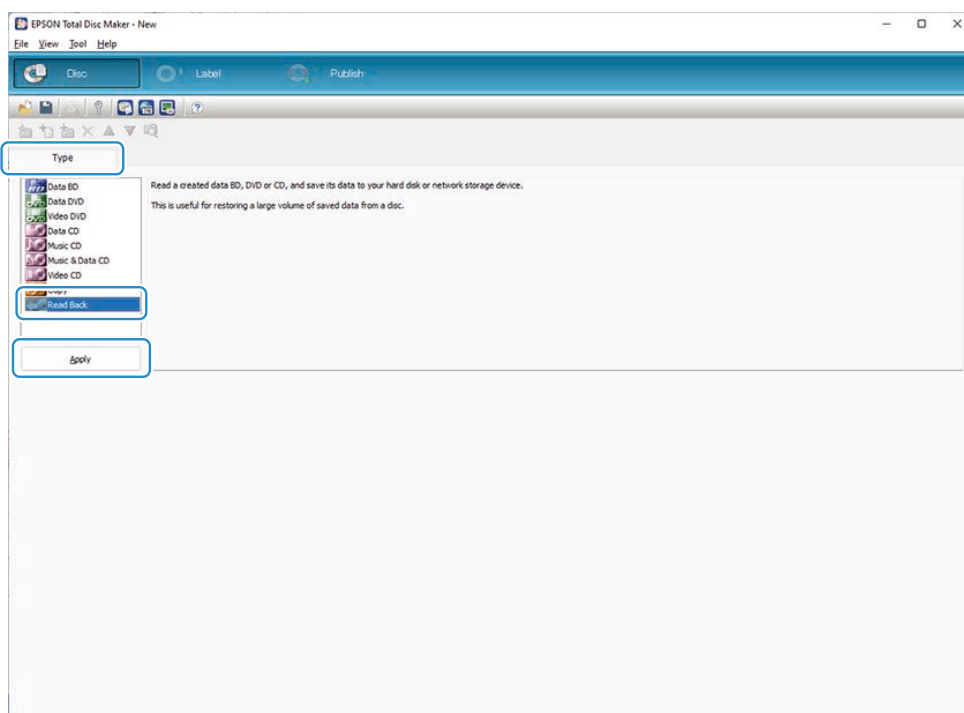 EPSON Total Disc Maker - New
File View Tool Help
Disc Label Publish
Type
Data BD
Data DVD
Video DVD
Data CD
Music CD
Music & Data CD
Video CD
Copy
Read Back
Apply
Read a created data BD, DVD or CD, and save its data to your hard disk or network storage device.
This is useful for restoring a large volume of saved data from a disc.